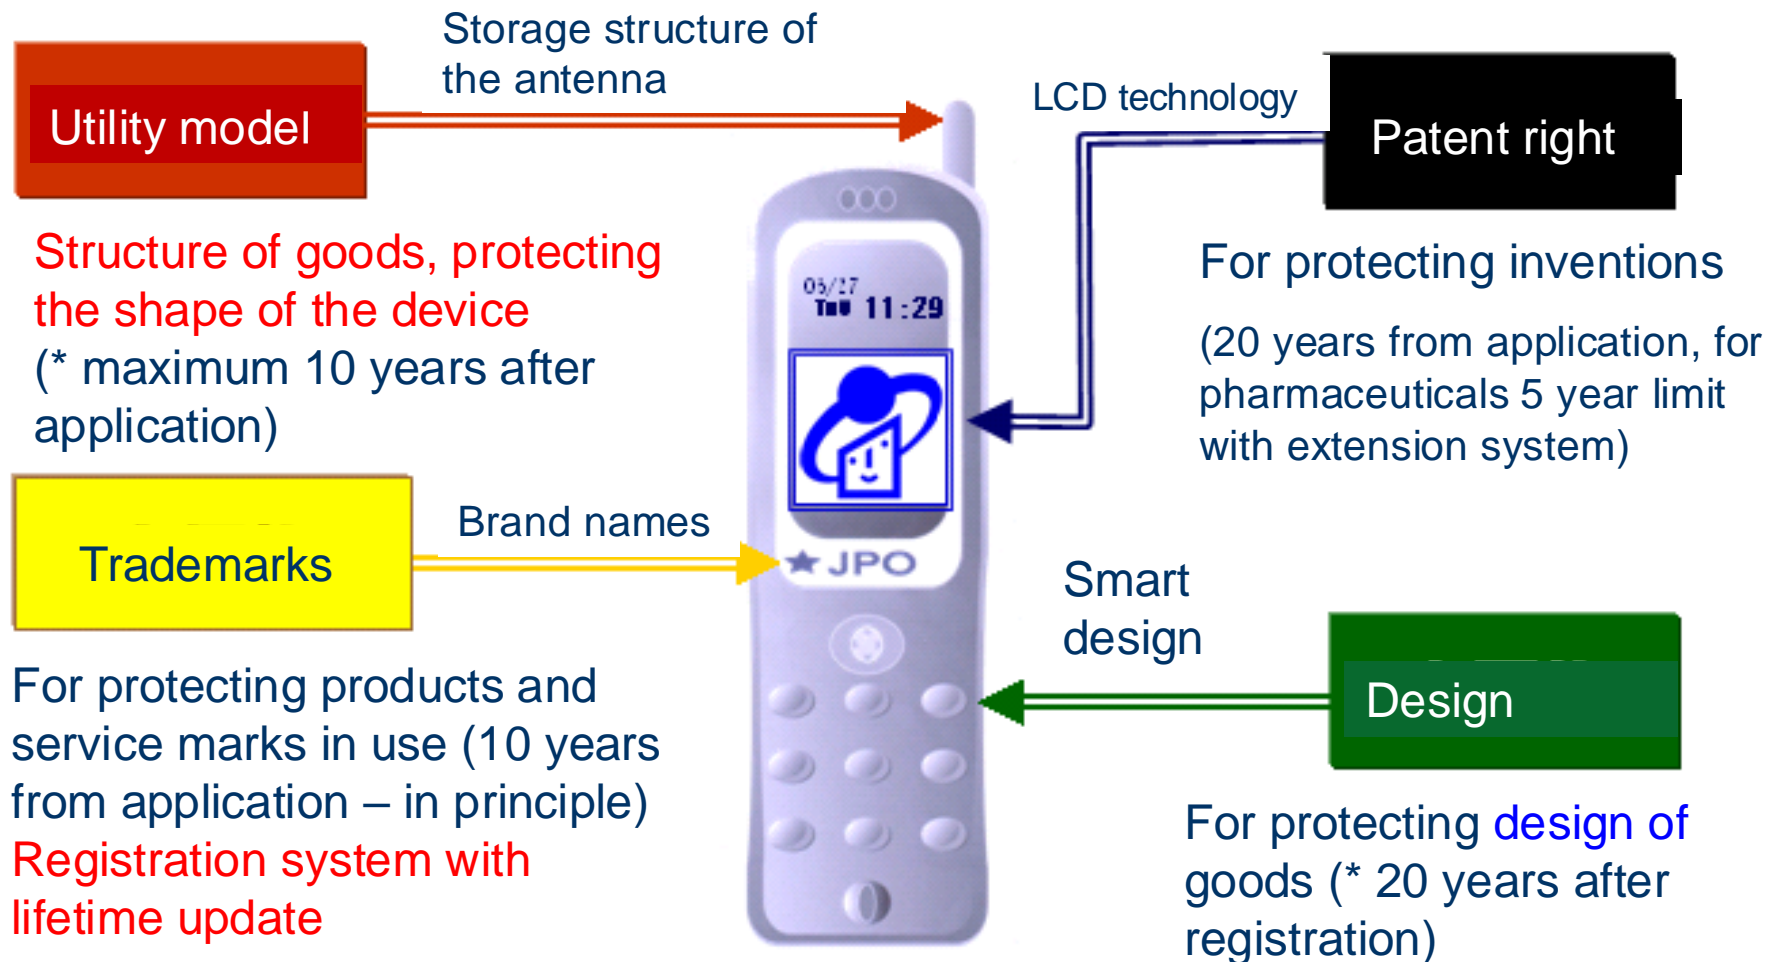 Storage structure of
the antenna
Utility model
LCD technology
Patent right
Structure of goods, protecting
the shape of the device
(* maximum 10 years after
application)
For protecting inventions
(20 years from application, for
pharmaceuticals 5 year limit
with extension system)
11:29
Trademarks
Brand names
★JPO
Smart
design
Design
For protecting products and
service marks in use (10 years
from application – in principle)
Registration system with
lifetime update
For protecting design of
goods (* 20 years after
registration)